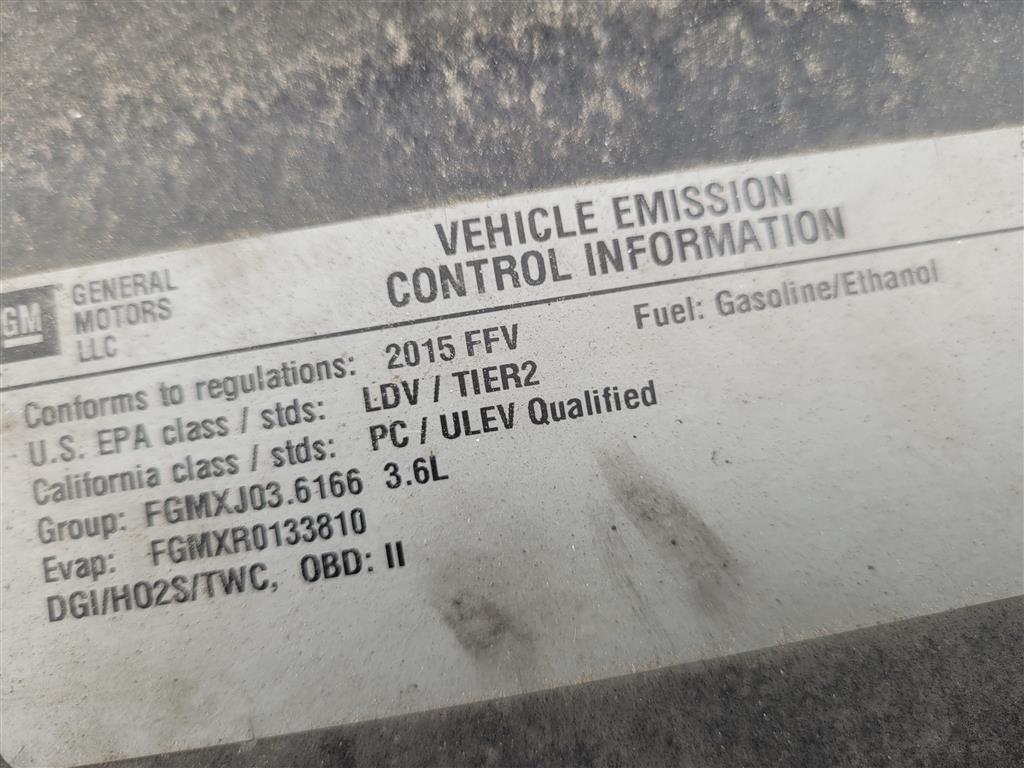 VEHICLE EMISSION
CONTROL INFORMATION
GM
GENERAL
MOTORS
LLC
Conforms to regulations: 2015 FFV
Fuel: Gasoline/Ethanol
U.S. EPA class / stds: LDV / TIER2
California class / stds: PC / ULEV Qualified
Group: FGMXJ03.6166 3.6L
Evap: FGMXR0133810
DGI/HO2S/TWC, OBD: II